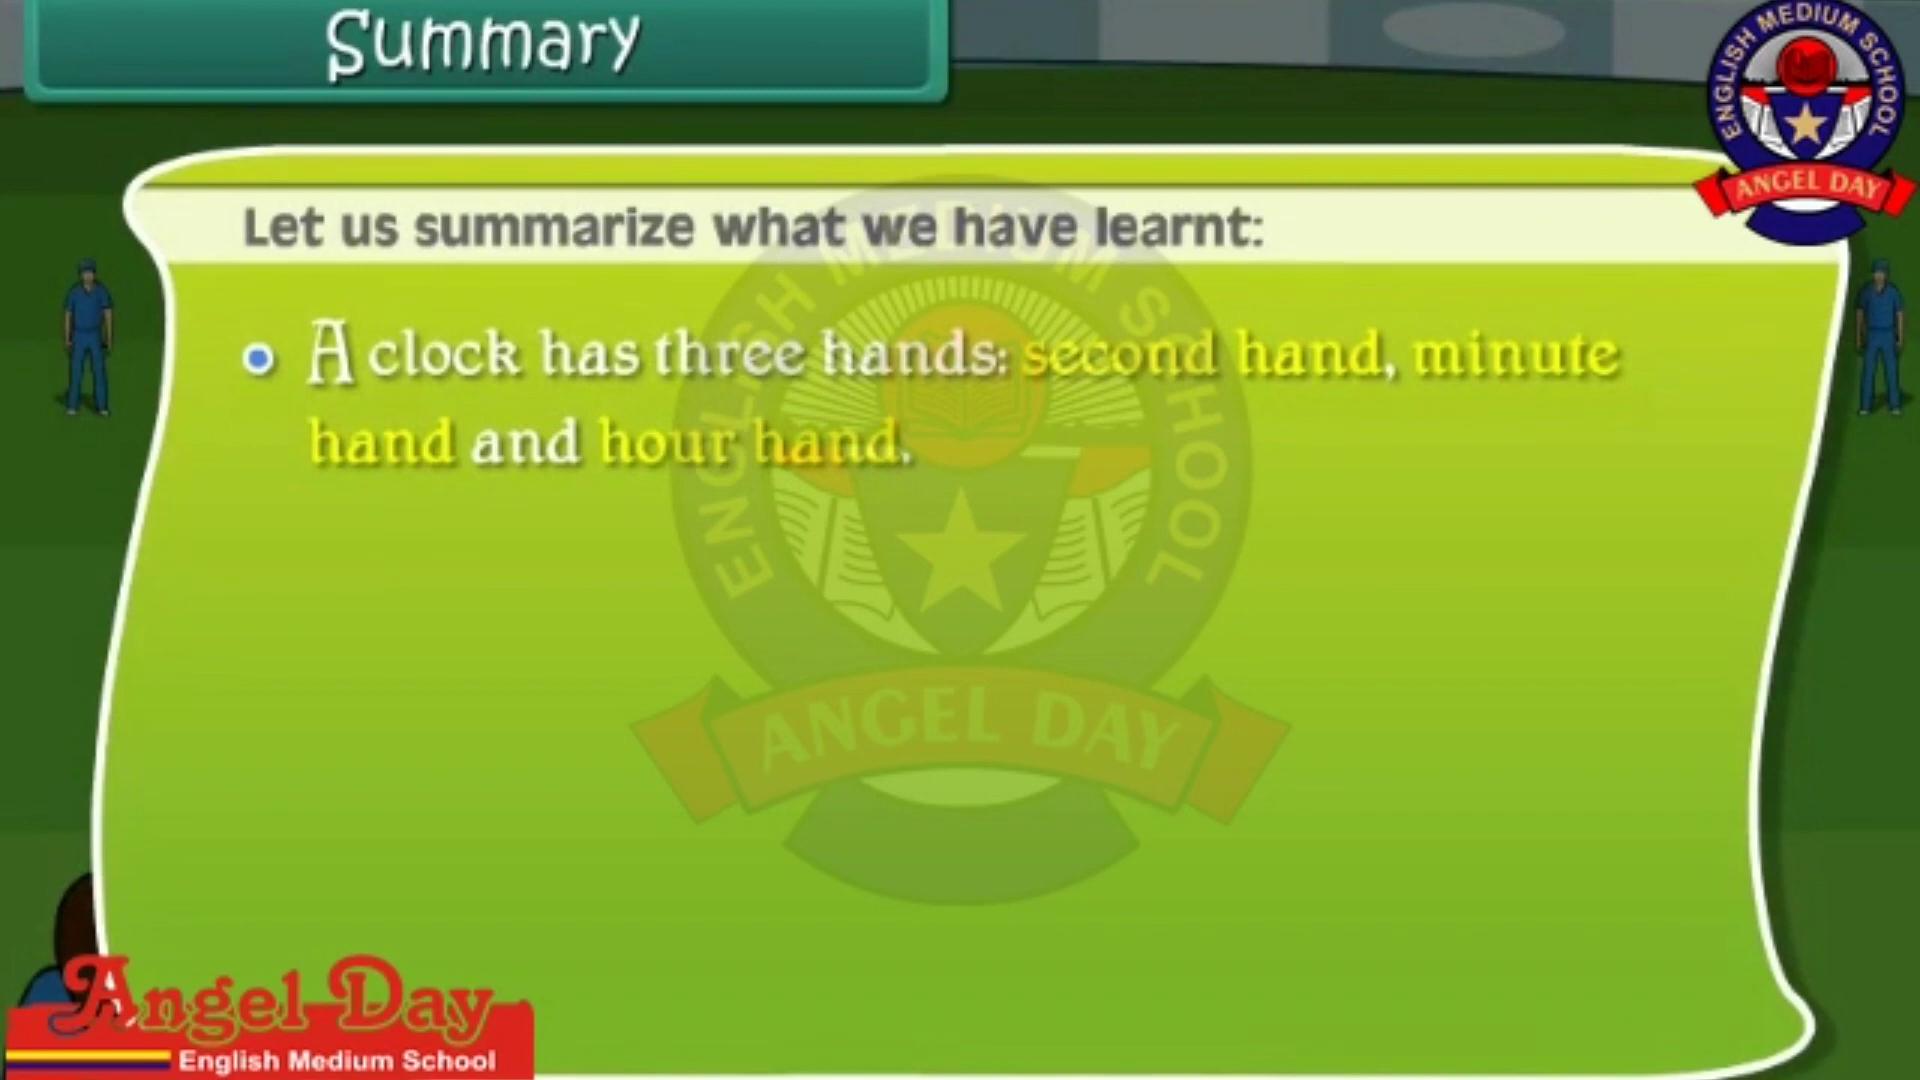 Summary
ENGLISH MEDIUM SCHOOL
ANGEL DAY
Let us summarize what we have learnt:
A clock has three hands: second hand, minute
hand and hour hand.
ENGLISH MEDIUM SCHOOL
ANGEL DAY
Angel Day
English Medium School